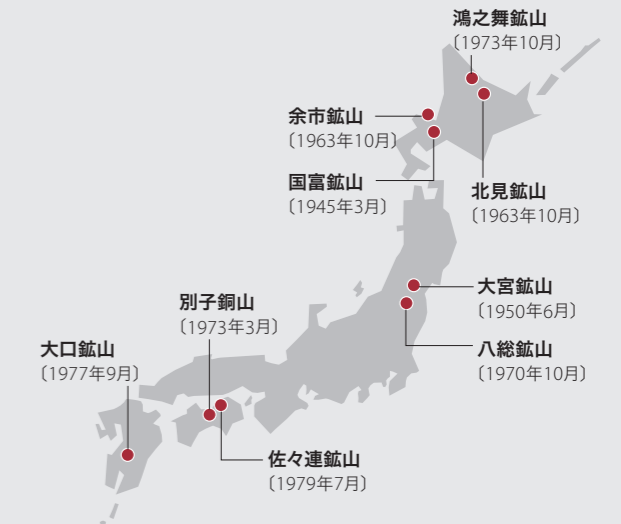 鴻之舞鉱山
〔1973年10月〕
余市鉱山
〔1963年10月〕
国富鉱山
〔1945年3月〕
北見鉱山
〔1963年10月〕
大宮鉱山
〔1950年6月〕
別子銅山
〔1973年3月〕
八総鉱山
〔1970年10月〕
大口鉱山
〔1977年9月〕
佐々連鉱山
〔1979年7月〕